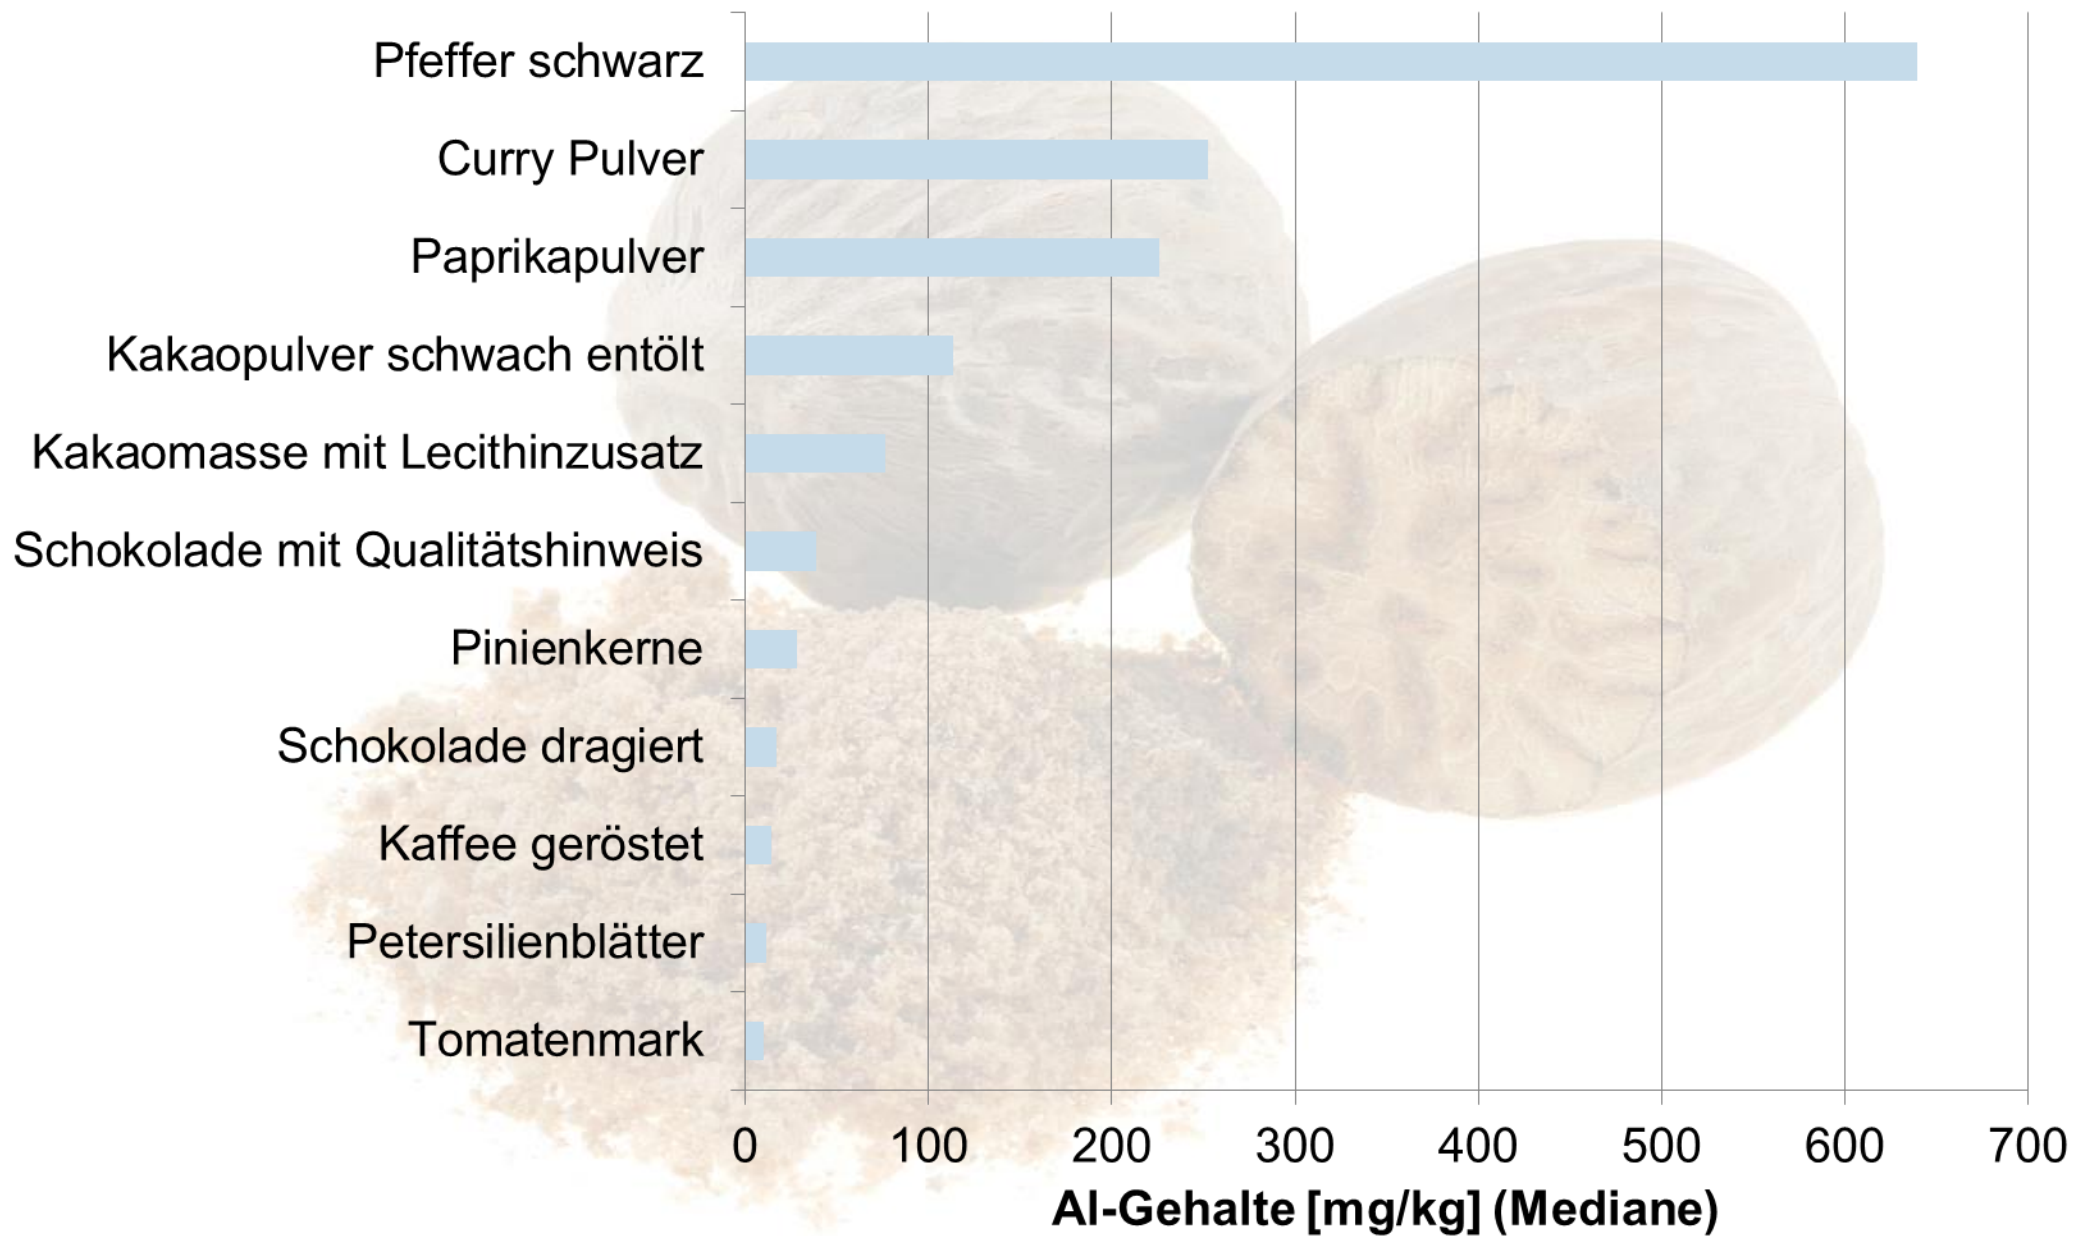 Pfeffer schwarz
Curry Pulver
Paprikapulver
Kakaopulver schwach entölt
Kakaomasse mit Lecithinzusatz
Schokolade mit Qualitätshinweis
Pinienkerne
Schokolade dragiert
Kaffee geröstet
Petersilienblätter
Tomatenmark
0 100 200 300 400 500 600 700
Al-Gehalte [mg/kg] (Mediane)